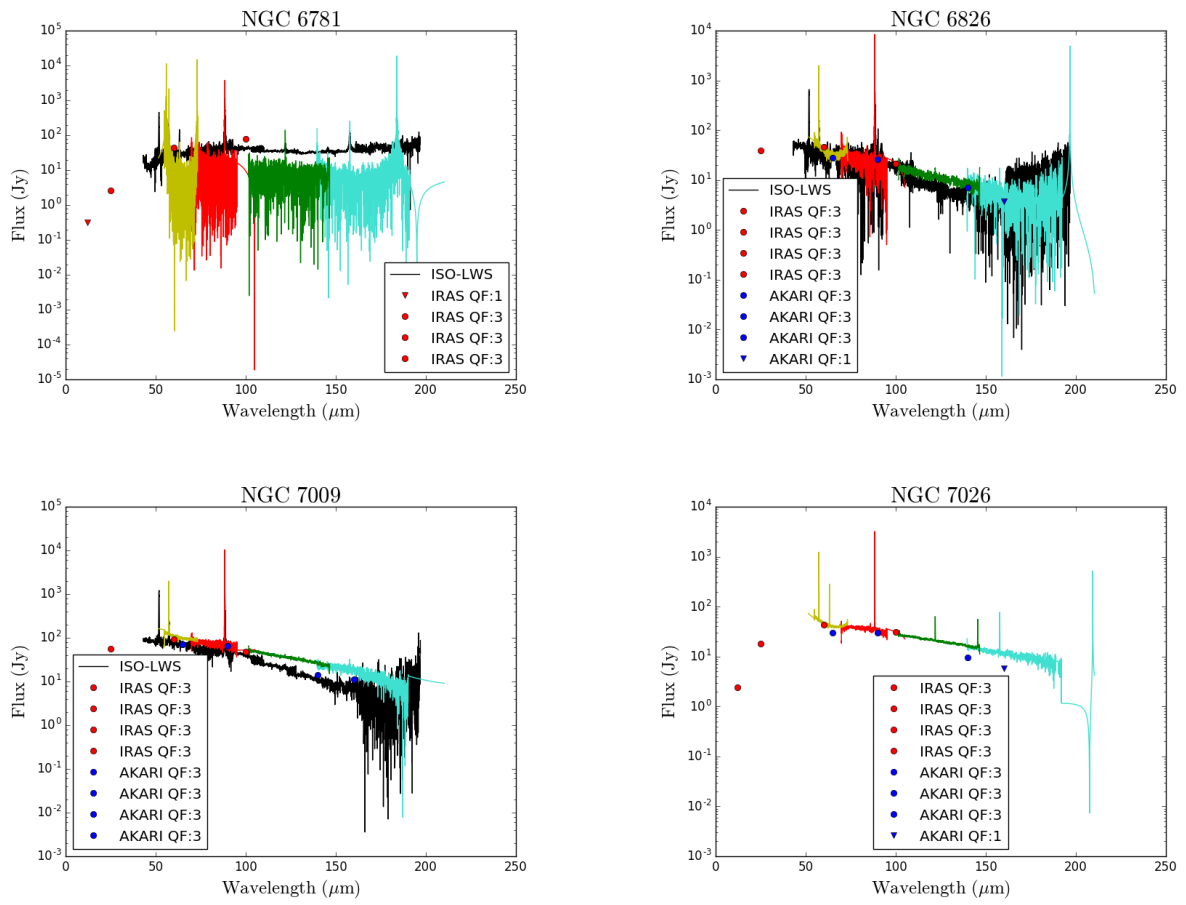 NGC 6781
10^5
10^4
10^3
10^2
10^1
10^0
10^-1
10^-2
10^-3
10^-4
10^-5
Flux (Jy)
0 50 100 150 200 250
Wavelength (μm)
ISO-LWS
IRAS QF:1
IRAS QF:3
IRAS QF:3
IRAS QF:3
NGC 6826
10^4
10^3
10^2
10^1
10^0
10^-1
10^-2
10^-3
Flux (Jy)
0 50 100 150 200 250
Wavelength (μm)
ISO-LWS
IRAS QF:3
IRAS QF:3
IRAS QF:3
IRAS QF:3
AKARI QF:3
AKARI QF:3
AKARI QF:3
AKARI QF:1
NGC 7009
10^5
10^4
10^3
10^2
10^1
10^0
10^-1
10^-2
10^-3
Flux (Jy)
0 50 100 150 200 250
Wavelength (μm)
ISO-LWS
IRAS QF:3
IRAS QF:3
IRAS QF:3
IRAS QF:3
AKARI QF:3
AKARI QF:3
AKARI QF:3
AKARI QF:3
NGC 7026
10^4
10^3
10^2
10^1
10^0
10^-1
10^-2
10^-3
Flux (Jy)
0 50 100 150 200 250
Wavelength (μm)
IRAS QF:3
IRAS QF:3
IRAS QF:3
IRAS QF:3
AKARI QF:3
AKARI QF:3
AKARI QF:3
AKARI QF:1